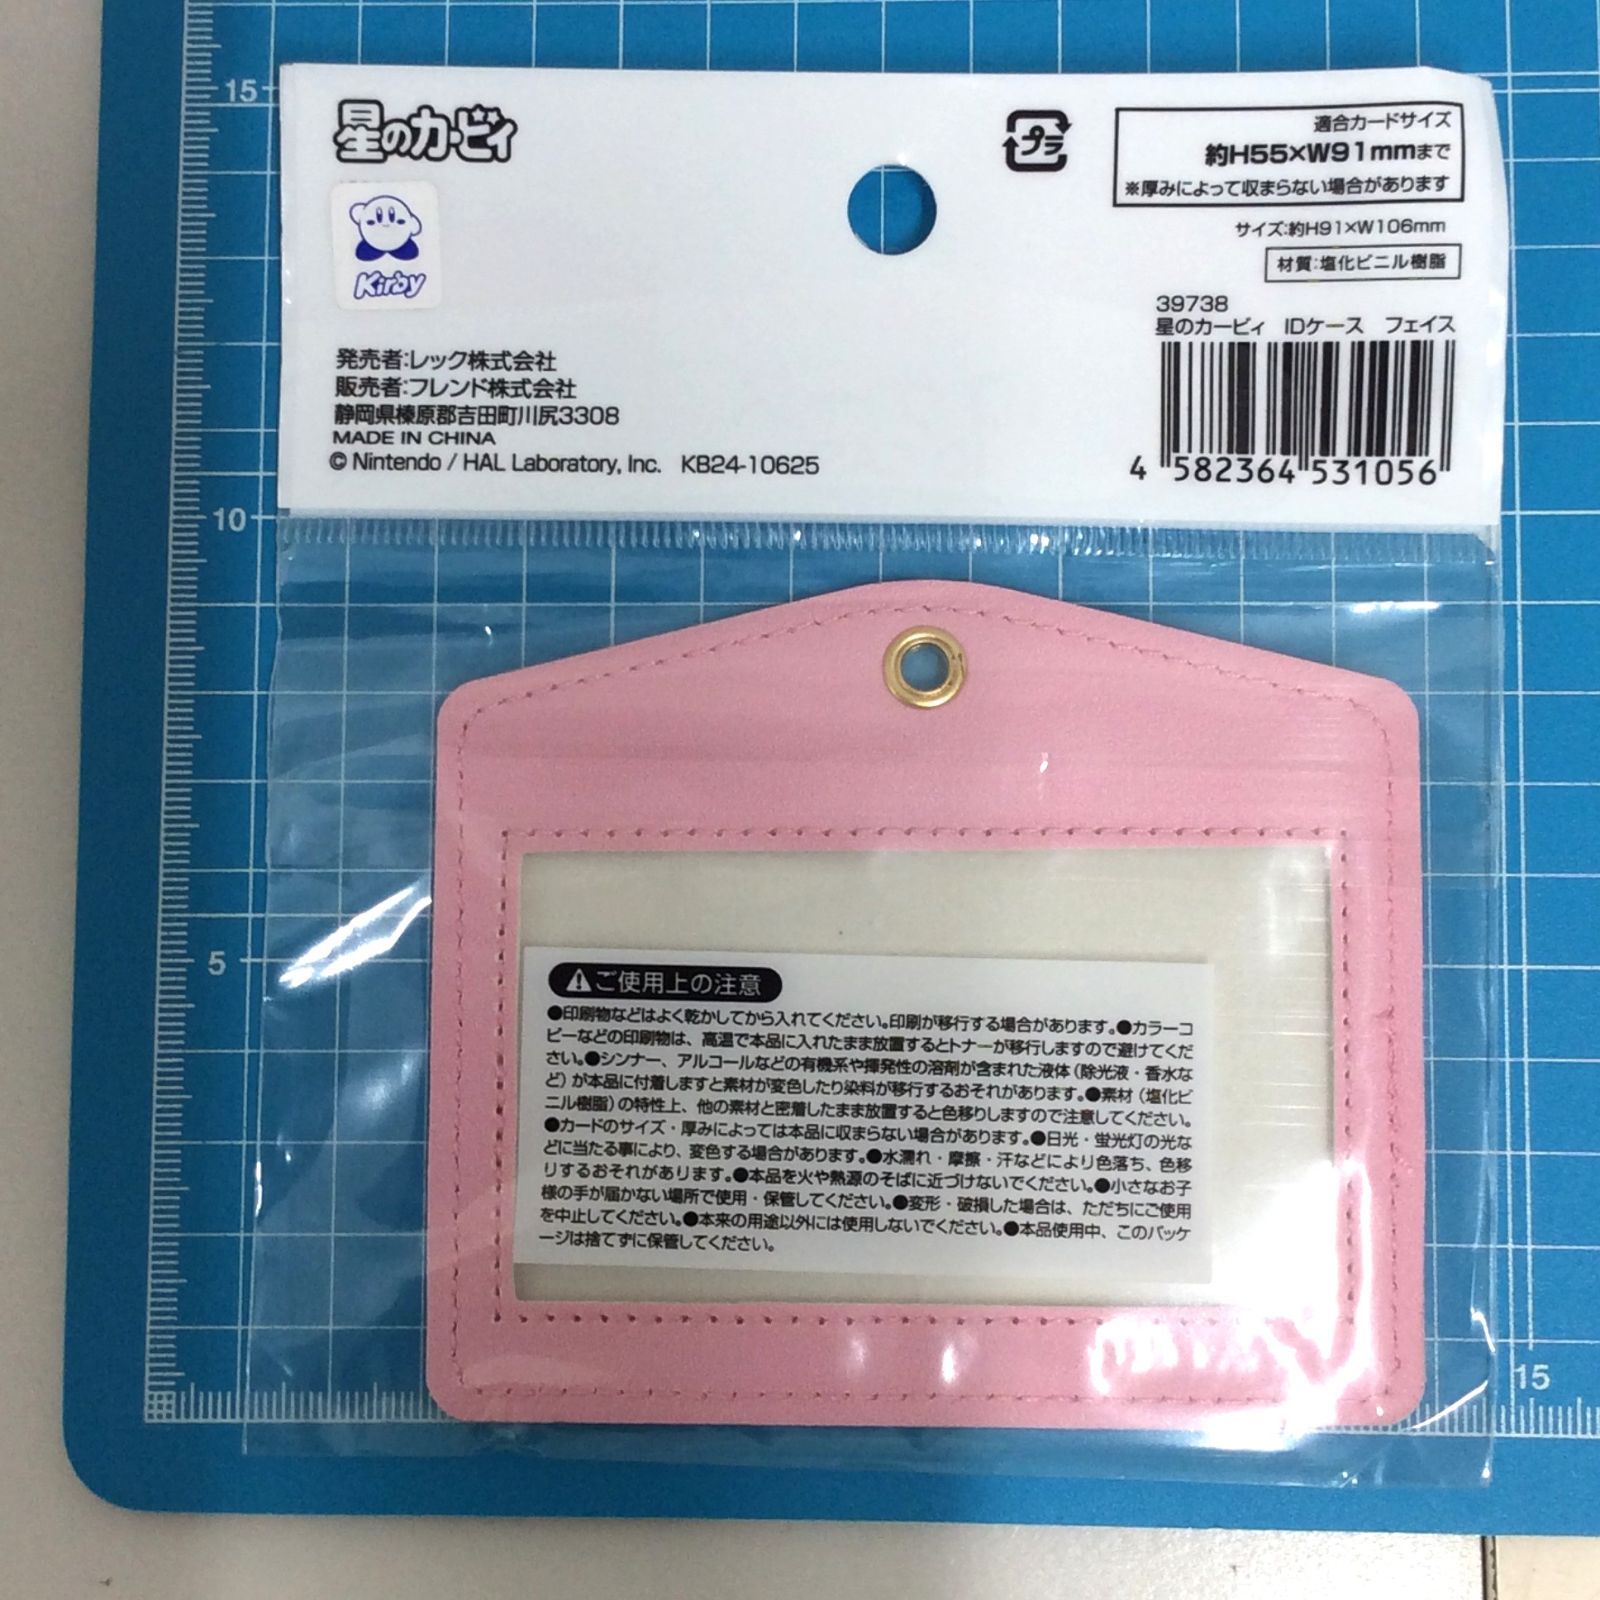 15
星のカービィ
Kirby
プラ
適合カードサイズ
約H55×W91mmまで
※厚みによって収まらない場合があります
サイズ:約H91×W106mm
材質:塩化ビニル樹脂
39738
星のカービィ IDケース フェイス
4 582364 531056
発売者:レック株式会社
販売者:フレンド株式会社
静岡県榛原郡吉田町川尻3308
MADE IN CHINA
© Nintendo / HAL Laboratory, Inc. KB24-10625
10
5
ご使用上の注意
●印刷物などはよく乾かしてから入れてください。印刷が移行する場合があります。●カラーコ
ピーなどの印刷物は、高温で本品に入れたまま放置するとトナーが移行しますので避けてくだ
さい。●シンナー、アルコールなどの有機系や揮発性の溶剤が含まれた液体（除光液・香水な
ど）が本品に付着しますと素材が変色したり染料が移行するおそれがあります。●素材（塩化ビ
ニル樹脂）の特性上、他の素材と密着したまま放置すると色移りしますので注意してください。
●カードのサイズ・厚みによっては本品に収まらない場合があります。●日光・蛍光灯の光な
どに当たる事により、変色する場合があります。●水濡れ・摩擦・汗などにより色落ち、色移
りするおそれがあります。●本品を火や熱源のそばに近づけないでください。●小さなお子
様の手が届かない場所で使用・保管してください。●変形・破損した場合は、ただちにご使用
を中止してください。●本来の用途以外には使用しないでください。●本品使用中、このパッケ
ージは捨てずに保管してください。
15